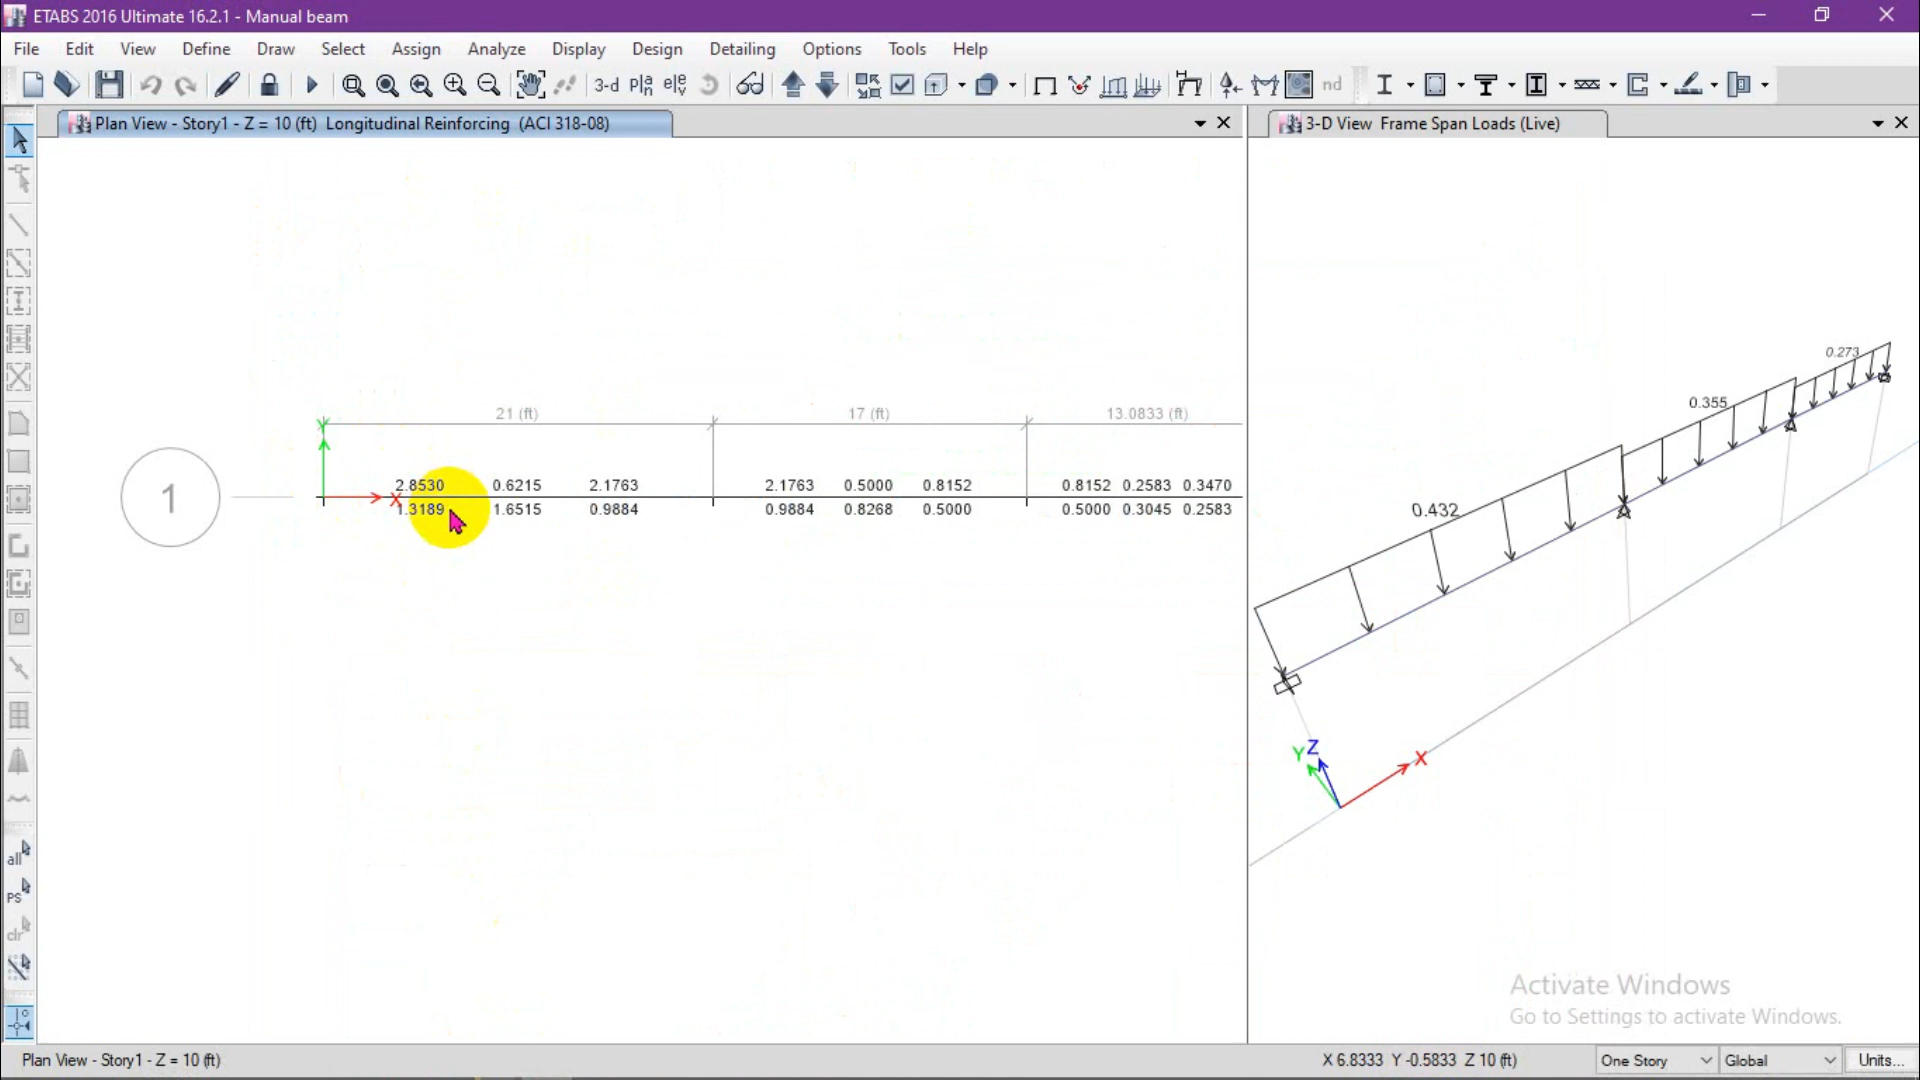 ETABS 2016 Ultimate 16.2.1 - Manual beam
File Edit View Define Draw Select Assign Analyze Display Design Detailing Options Tools Help
3-d nd
Plan View - Story1 - Z = 10 (ft) Longitudinal Reinforcing (ACI 318-08)
3-D View Frame Span Loads (Live)
21 (ft) 17 (ft) 13.0833 (ft)
Y
1
X
2.8530 0.6215 2.1763 2.1763 0.5000 0.8152 0.8152 0.2583 0.3470
1.3189 1.6515 0.9884 0.9884 0.8268 0.5000 0.5000 0.3045 0.2583
0.273
0.355
0.432
Y Z X
all
ps
clr
Activate Windows
Go to Settings to activate Windows.
Plan View - Story1 - Z = 10 (ft)
X 6.8333 Y -0.5833 Z 10 (ft)
One Story
Global
Units...